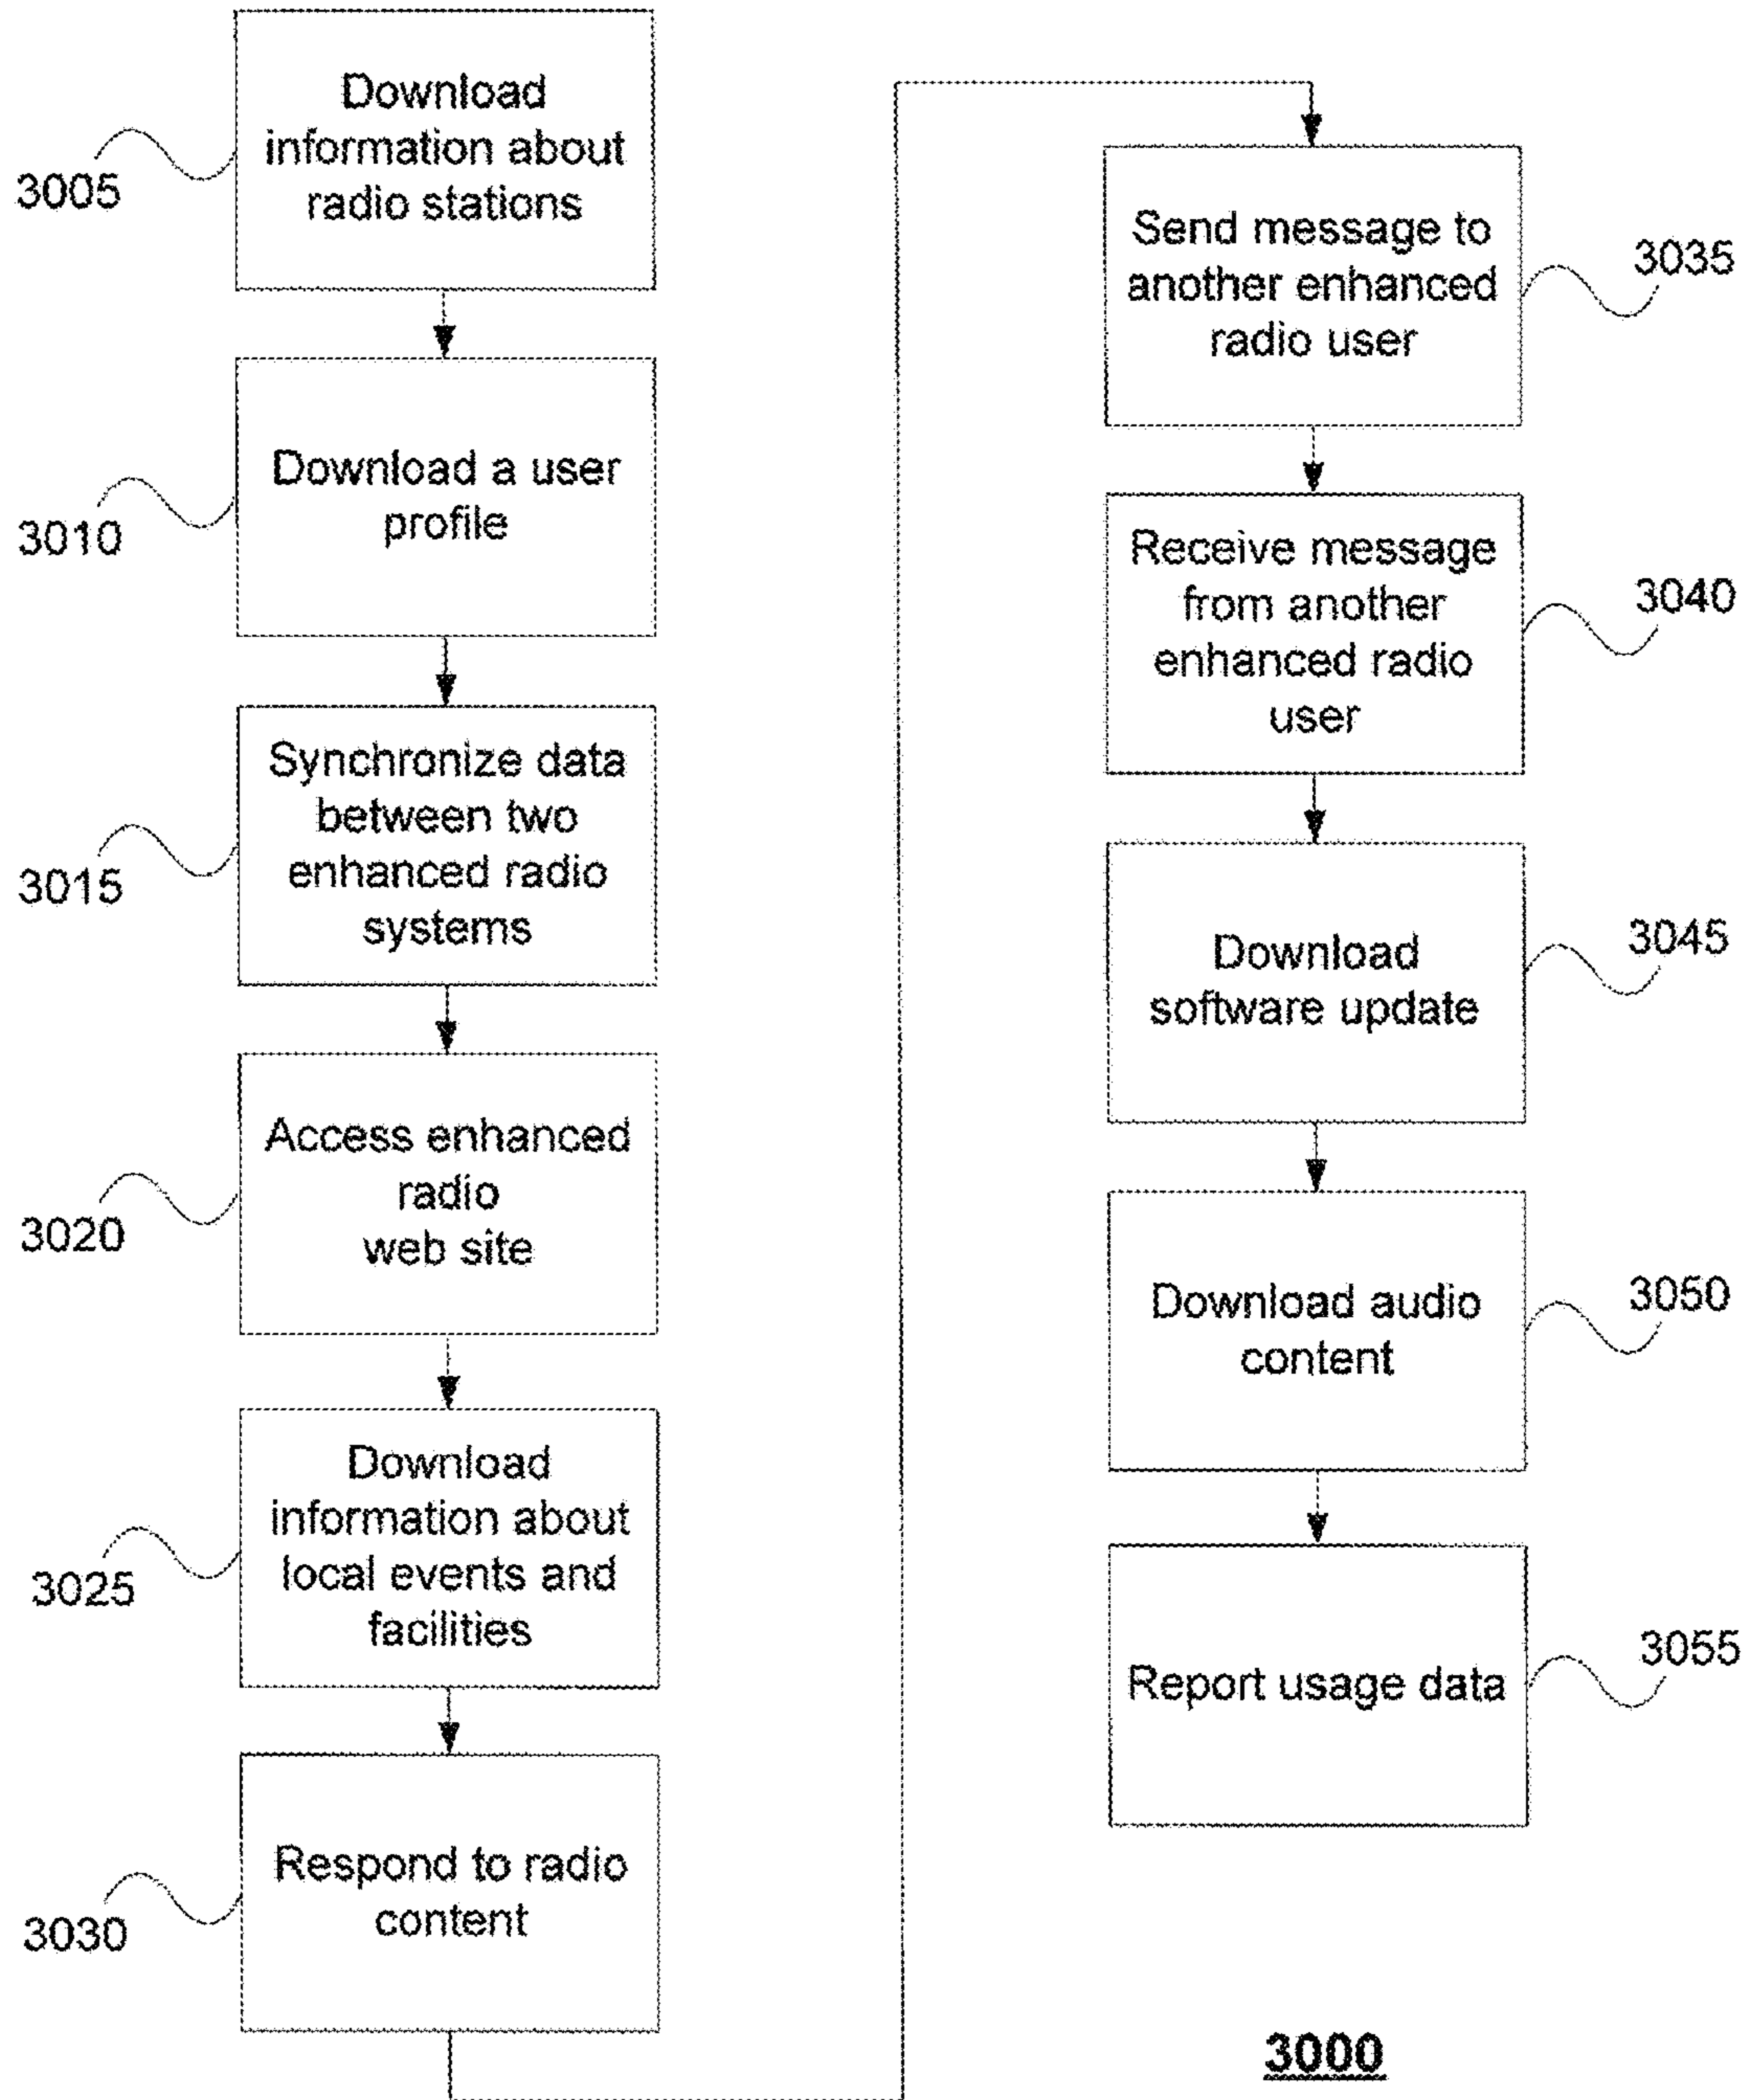 Download
information about
radio stations
3005
Download a user
profile
3010
Synchronize data
between two
enhanced radio
systems
3015
Access enhanced
radio
web site
3020
Download
information about
local events and
facilities
3025
Respond to radio
content
3030
Send message to
another enhanced
radio user
3035
Receive message
from another
enhanced radio
user
3040
Download
software update
3045
Download audio
content
3050
Report usage data
3055
3000